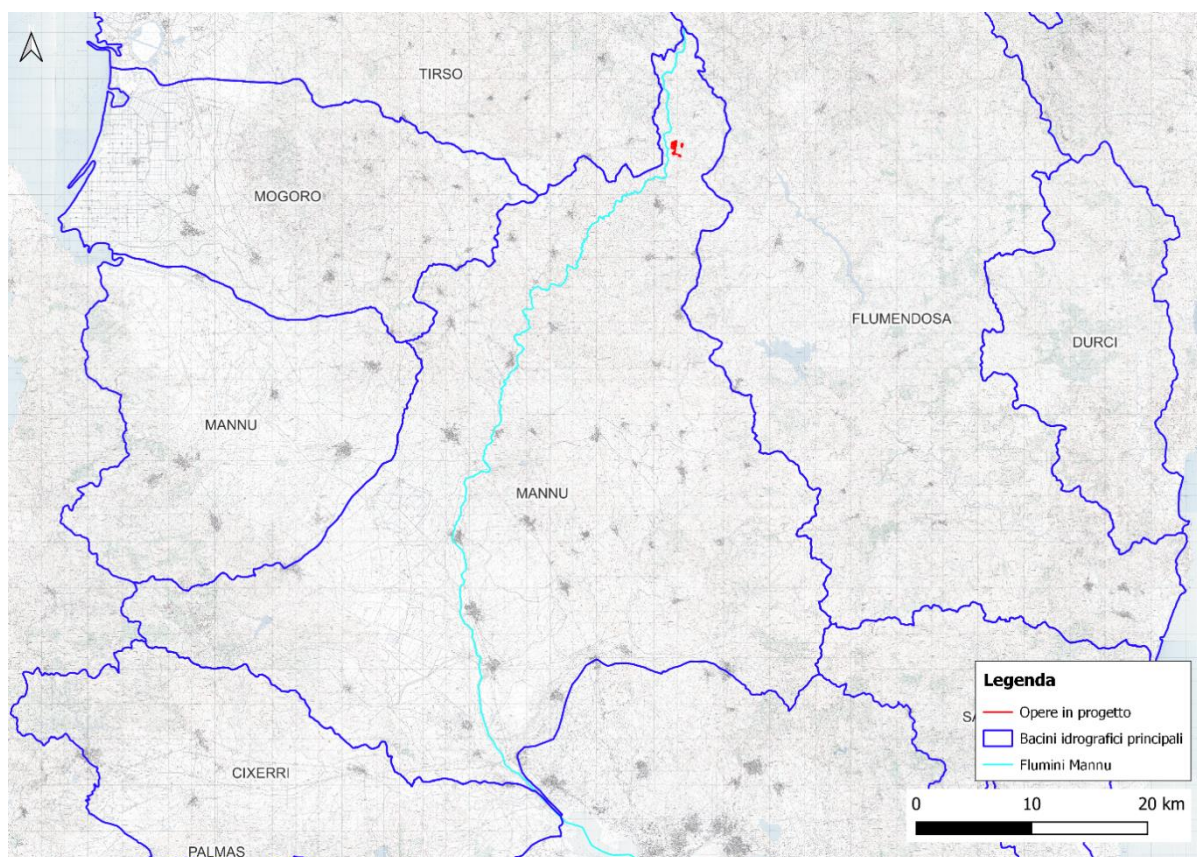 TIRSO
MOGORO
FLUMENDOSA
DURCI
MANNU
MANNU
CIXERRI
PALMAS
SA
Legenda
Opere in progetto
Bacini idrografici principali
Flumini Mannu
0 10 20 km